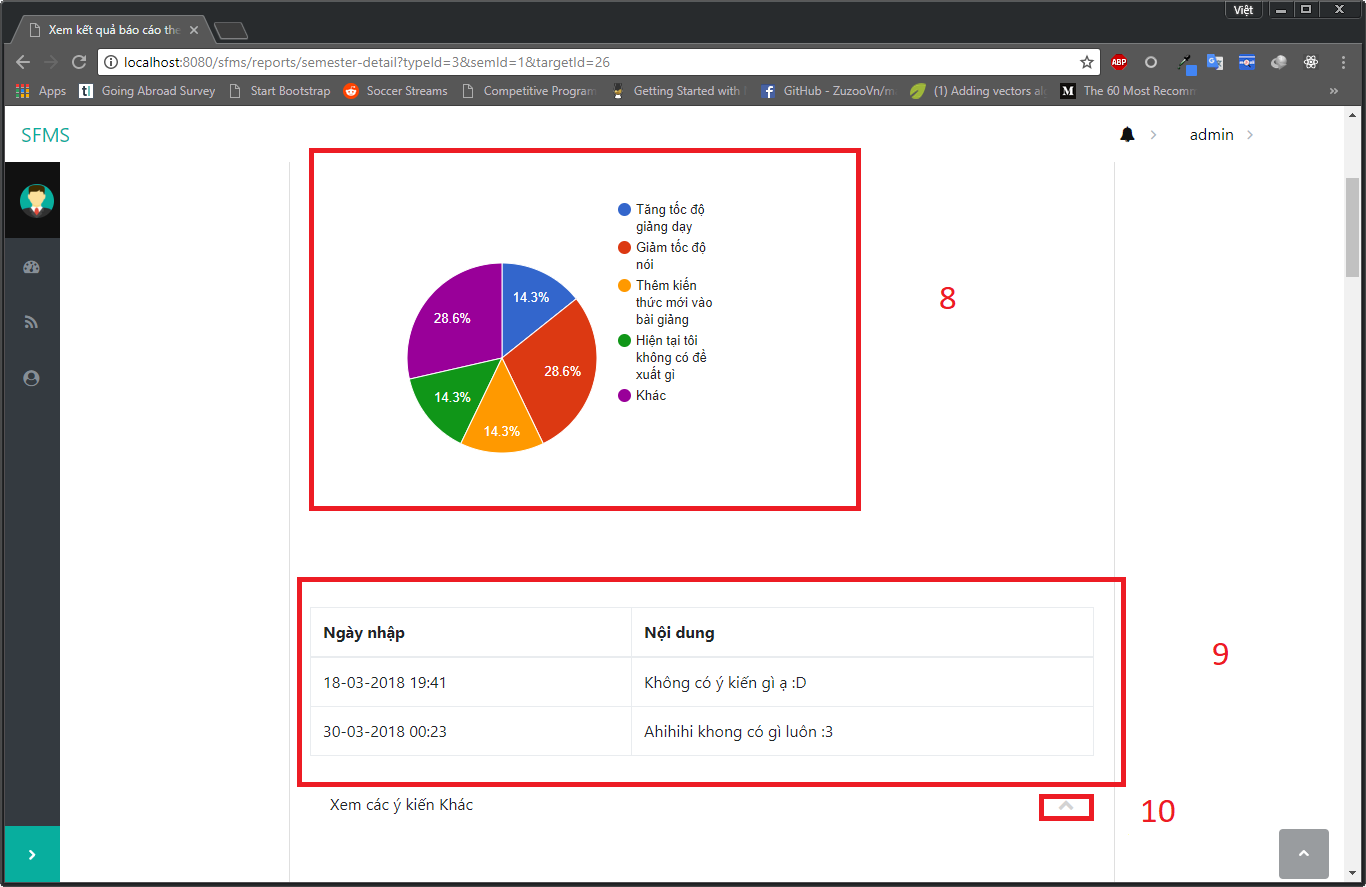 Việt
Xem kết quả báo cáo the
localhost:8080/sfms/reports/semester-detail?typeId=3&semId=1&targetId=26
ABP
Apps
tl Going Abroad Survey
Start Bootstrap
Soccer Streams
Competitive Program
Getting Started with
f GitHub - ZuzooVn/m
(1) Adding vectors al
M The 60 Most Recom
SFMS
admin
Tăng tốc độ
giảng dạy
Giảm tốc độ
nói
Thêm kiến
thức mới vào
bài giảng
Hiện tại tôi
không có đề
xuất gì
Khác
14.3%
28.6%
28.6%
14.3%
14.3%
8
Ngày nhập Nội dung
18-03-2018 19:41 Không có ý kiến gì ạ :D
30-03-2018 00:23 Ahihihi khong có gì luôn :3
9
Xem các ý kiến Khác
10